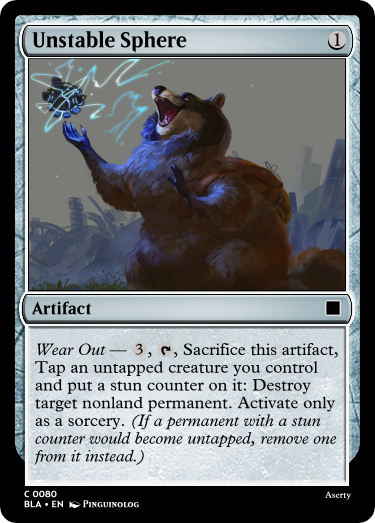 Unstable Sphere 1
Artifact
Wear Out — 3, T, Sacrifice this artifact,
Tap an untapped creature you control
and put a stun counter on it: Destroy
target nonland permanent. Activate only
as a sorcery. (If a permanent with a stun
counter would become untapped, remove one
from it instead.)
C 0080
BLA • EN Pinguinolog
Aserty